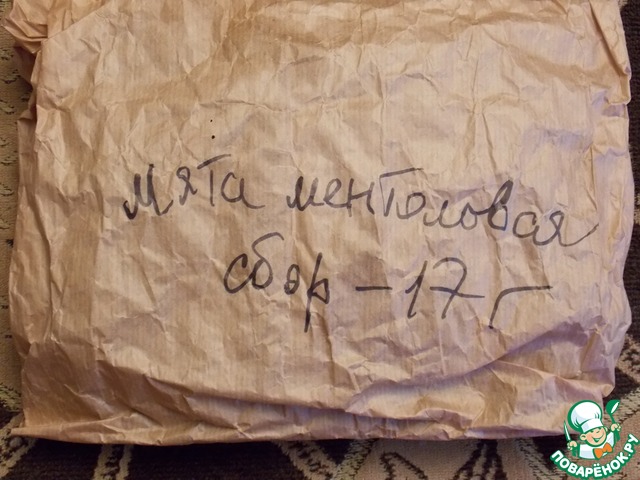 мята ментоловая
сбор - 17 г
ПОВАРЁНОК.РУ